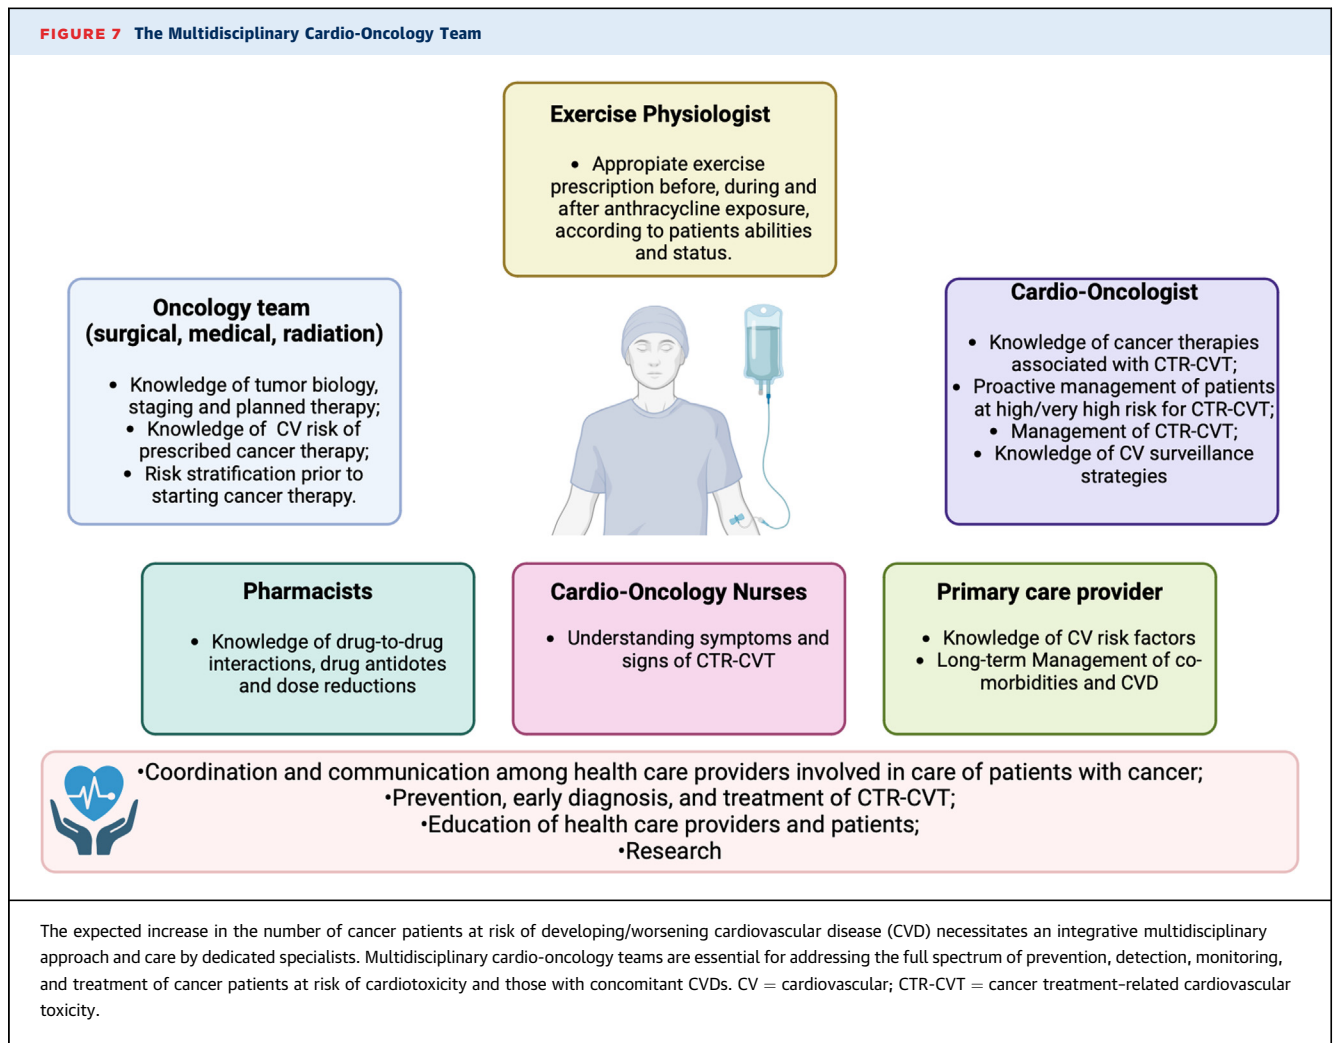 FIGURE 7 The Multidisciplinary Cardio-Oncology Team
Exercise Physiologist
• Appropiate exercise
prescription before, during and
after anthracycline exposure,
according to patients abilities
and status.
Oncology team
(surgical, medical, radiation)
• Knowledge of tumor biology,
staging and planned therapy;
• Knowledge of CV risk of
prescribed cancer therapy;
• Risk stratification prior to
starting cancer therapy.
Cardio-Oncologist
• Knowledge of cancer therapies
associated with CTR-CVT;
• Proactive management of patients
at high/very high risk for CTR-CVT;
• Management of CTR-CVT;
• Knowledge of CV surveillance
strategies
Pharmacists
• Knowledge of drug-to-drug
interactions, drug antidotes
and dose reductions
Cardio-Oncology Nurses
• Understanding symptoms and
signs of CTR-CVT
Primary care provider
• Knowledge of CV risk factors
• Long-term Management of co-
morbidities and CVD
•Coordination and communication among health care providers involved in care of patients with cancer;
•Prevention, early diagnosis, and treatment of CTR-CVT;
•Education of health care providers and patients;
•Research
The expected increase in the number of cancer patients at risk of developing/worsening cardiovascular disease (CVD) necessitates an integrative multidisciplinary
approach and care by dedicated specialists. Multidisciplinary cardio-oncology teams are essential for addressing the full spectrum of prevention, detection, monitoring,
and treatment of cancer patients at risk of cardiotoxicity and those with concomitant CVDs. CV = cardiovascular; CTR-CVT = cancer treatment-related cardiovascular
toxicity.